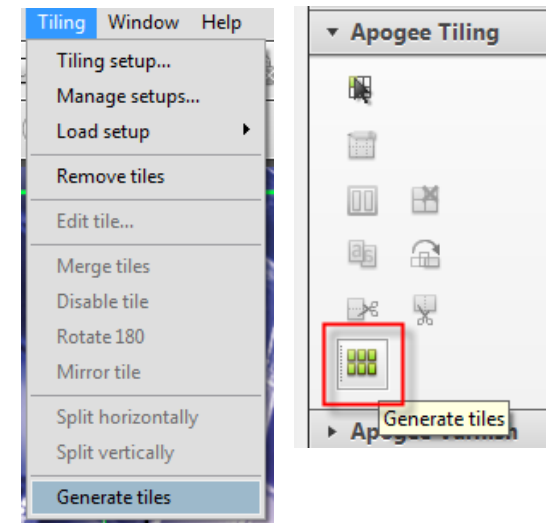 Tiling Window Help
Tiling setup...
Manage setups...
Load setup
Remove tiles
Edit tile...
Merge tiles
Disable tile
Rotate 180
Mirror tile
Split horizontally
Split vertically
Generate tiles
Apogee Tiling
Generate tiles